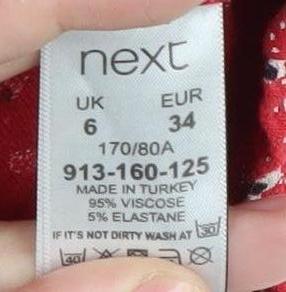 next
UK EUR
6 34
170/80A
913-160-125
MADE IN TURKEY
95% VISCOSE
5% ELASTANE
IF IT'S NOT DIRTY WASH AT 30
40